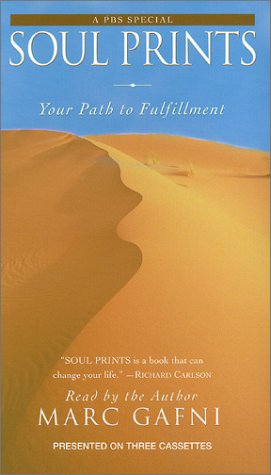 A PBS SPECIAL
SOUL PRINTS
Your Path to Fulfillment
"SOUL PRINTS is a book that can
change your life." —RICHARD CARLSON
Read by the Author
MARC GAFNI
PRESENTED ON THREE CASSETTES